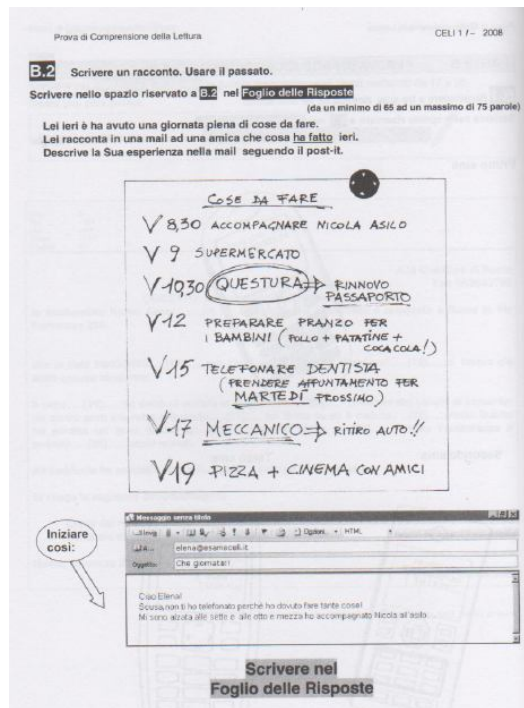 Prova di Comprensione della Lettura
CELI 1 / - 2008
B.2 Scrivere un racconto. Usare il passato.
Scrivere nello spazio riservato a B.2 nel Foglio delle Risposte
(da un minimo di 65 ad un massimo di 75 parole)
Lei ieri è ha avuto una giornata piena di cose da fare.
Lei racconta in una mail ad una amica che cosa ha fatto ieri.
Descrive la Sua esperienza nella mail seguendo il post-it.
COSE DA FARE
V 8,30 ACCOMPAGNARE NICOLA ASILO
V 9 SUPERMERCATO
V 10,30 QUESTURA → RINNOVO
PASSAPORTO
V 12 PREPARARE PRANZO PER
I BAMBINI (POLLO + PATATINE +
COCACOLA!)
V 15 TELEFONARE DENTISTA
(PRENDERE APPUNTAMENTO PER
MARTEDÌ PROSSIMO)
V 17 MECCANICO → RITIRO AUTO!!
V 19 PIZZA + CINEMA CON AMICI
Iniziare
così:
Messaggio senza titolo
Invia
Opzioni... HTML
A...
elena@esameceli.it
Oggetto:
Che giornata!!
Ciao Elena!
Scusa,non ti ho telefonato perché ho dovuto fare tante cose!
Mi sono alzata alle sette e alle otto e mezzo ho accompagnato Nicola all'asilo
Scrivere nel
Foglio delle Risposte